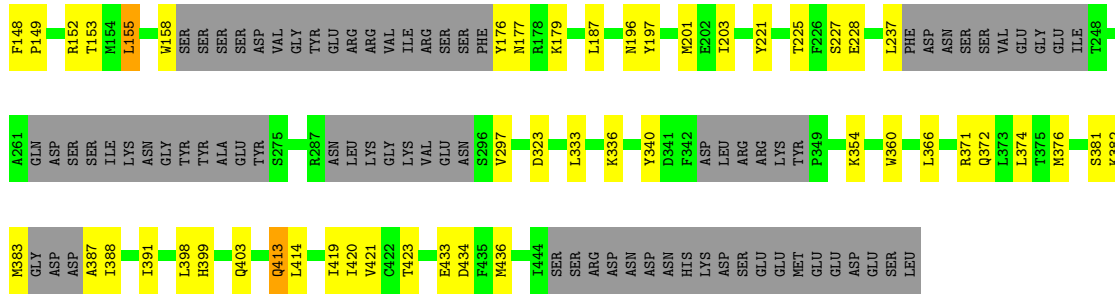 F148 P149 R152 T153 M154 L155 W158 SER SER SER SER ASP VAL GLY TYR GLU ARG ARG VAL ILE ARG SER SER PHE Y176 N177 R178 K179 L187 N196 Y197 M201 E202 I203 Y221 T225 F226 S227 E228 L237 PHE ASP ASN SER SER VAL GLU GLY GLU ILE T248
A261 GLN ASP SER SER ILE LYS ASN GLY TYR TYR ALA GLU TYR S275 R287 ASN LEU LYS GLY LYS VAL GLU ASN S296 V297 D323 L333 K336 Y340 D341 F342 ASP LEU ARG ARG LYS TYR P349 K354 W360 L366 R371 Q372 L373 L374 T375 M376 S381 K382
M383 GLY ASP ASP A387 I388 I391 L398 H399 Q403 Q413 L414 I419 I420 V421 C422 T423 E433 D434 F435 M436 I444 SER SER ARG ASP ASN ASP ASN HIS LYS ASP SER GLU GLU MET GLU GLU ASP GLU SER LEU